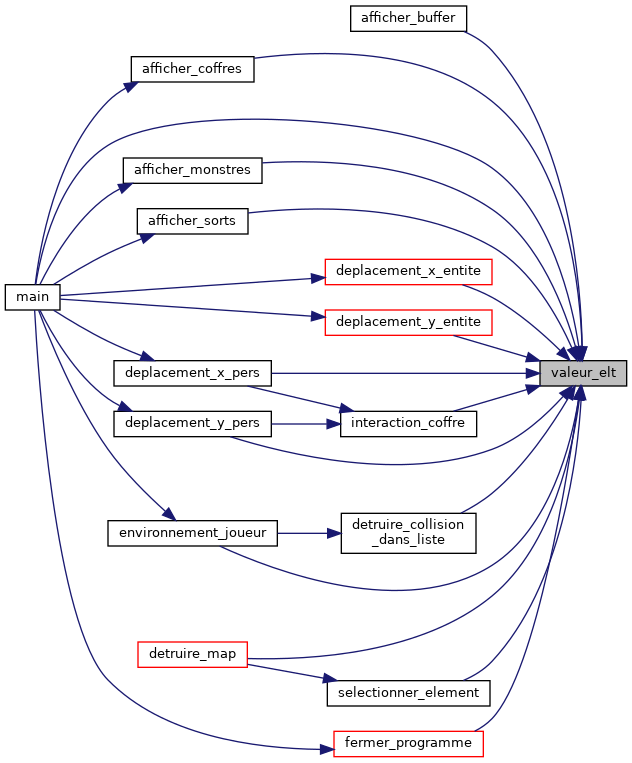 afficher_buffer
afficher_coffres
afficher_monstres
afficher_sorts
deplacement_x_entite
main
deplacement_y_entite
deplacement_x_pers
valeur_elt
deplacement_y_pers
interaction_coffre
environnement_joueur
detruire_collision
_dans_liste
detruire_map
selectionner_element
fermer_programme